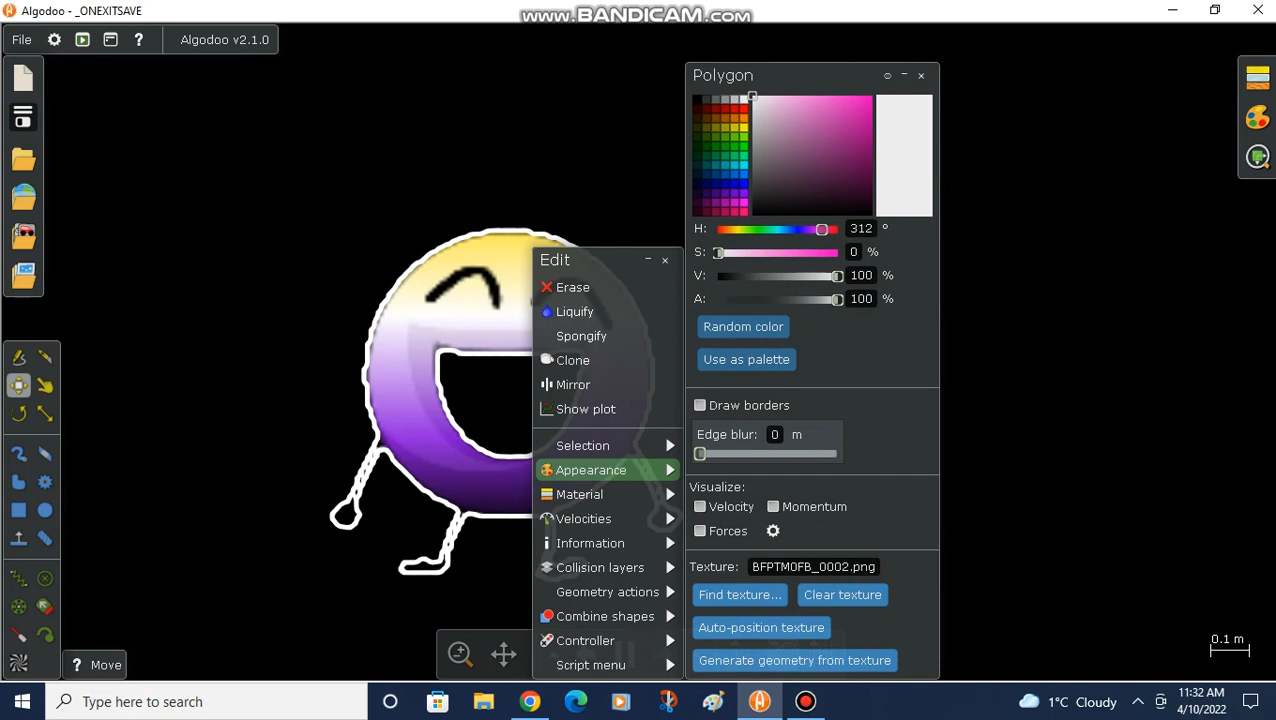 Algodoo - _ONEXITSAVE
www.BANDICAM.com
File
?
Algodoo v2.1.0
Polygon
H: 312 °
S: 0 %
V: 100 %
A: 100 %
Random color
Use as palette
Draw borders
Edge blur: 0 m
Visualize:
Velocity
Momentum
Forces
Texture: BFPTM0FB_0002.png
Find texture...
Clear texture
Auto-position texture
Generate geometry from texture
Edit
Erase
Liquify
Spongify
Clone
Mirror
Show plot
Selection
Appearance
Material
Velocities
Information
Collision layers
Geometry actions
Combine shapes
Controller
Script menu
? Move
0.1 m
Type here to search
1°C Cloudy
11:32 AM
4/10/2022